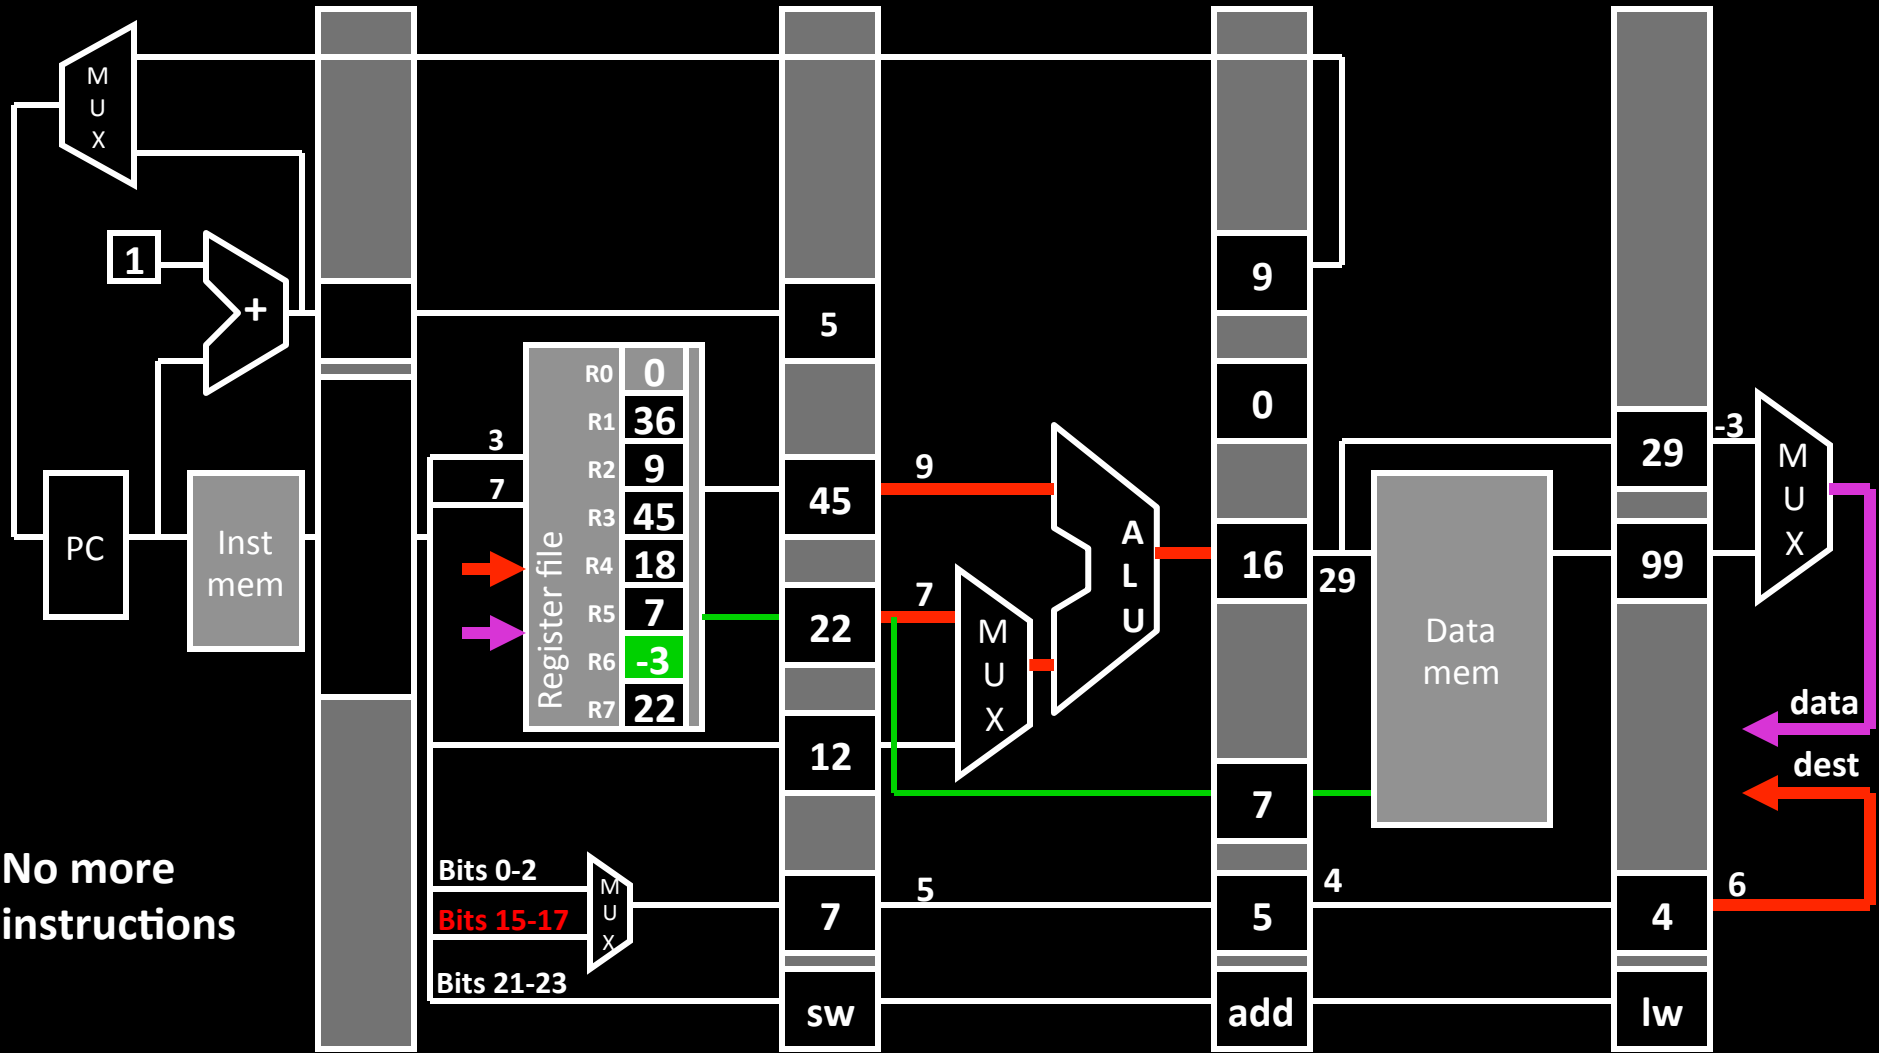 M
U
X
1
+
PC
Inst
mem
No more
instructions
3
7
Register file
R0 0
R1 36
R2 9
R3 45
R4 18
R5 7
R6 -3
R7 22
Bits 0-2
Bits 15-17
Bits 21-23
M
U
X
5
45
22
12
7
sw
9
7
5
M
U
X
A
L
U
9
0
16
7
5
add
29
4
Data
mem
29
99
4
lw
-3
6
M
U
X
data
dest